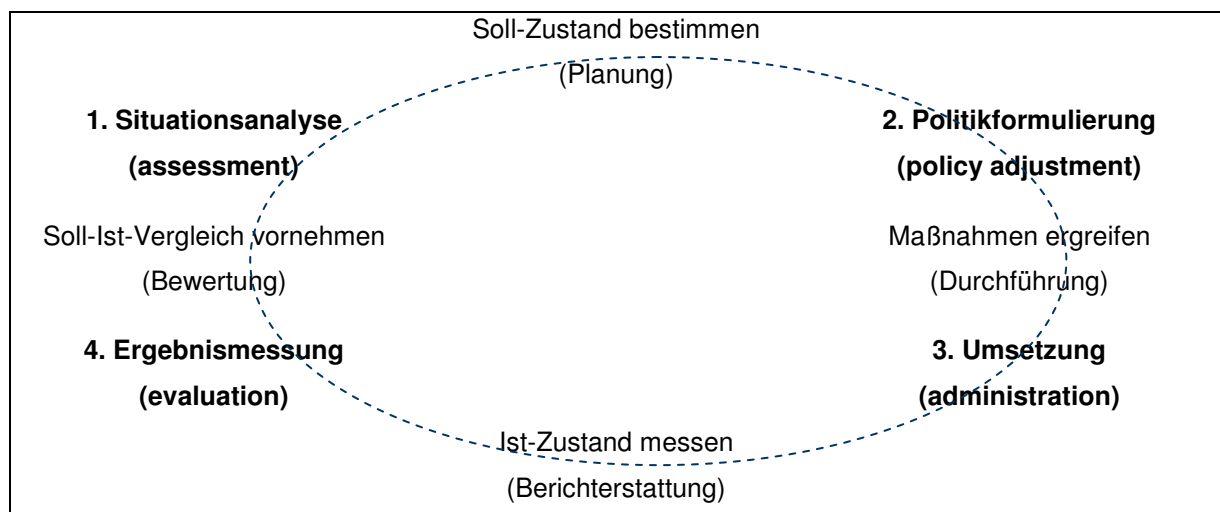 Soll-Zustand bestimmen
(Planung)
1. Situationsanalyse
(assessment)
2. Politikformulierung
(policy adjustment)
Soll-Ist-Vergleich vornehmen
(Bewertung)
Maßnahmen ergreifen
(Durchführung)
4. Ergebnismessung
(evaluation)
3. Umsetzung
(administration)
Ist-Zustand messen
(Berichterstattung)